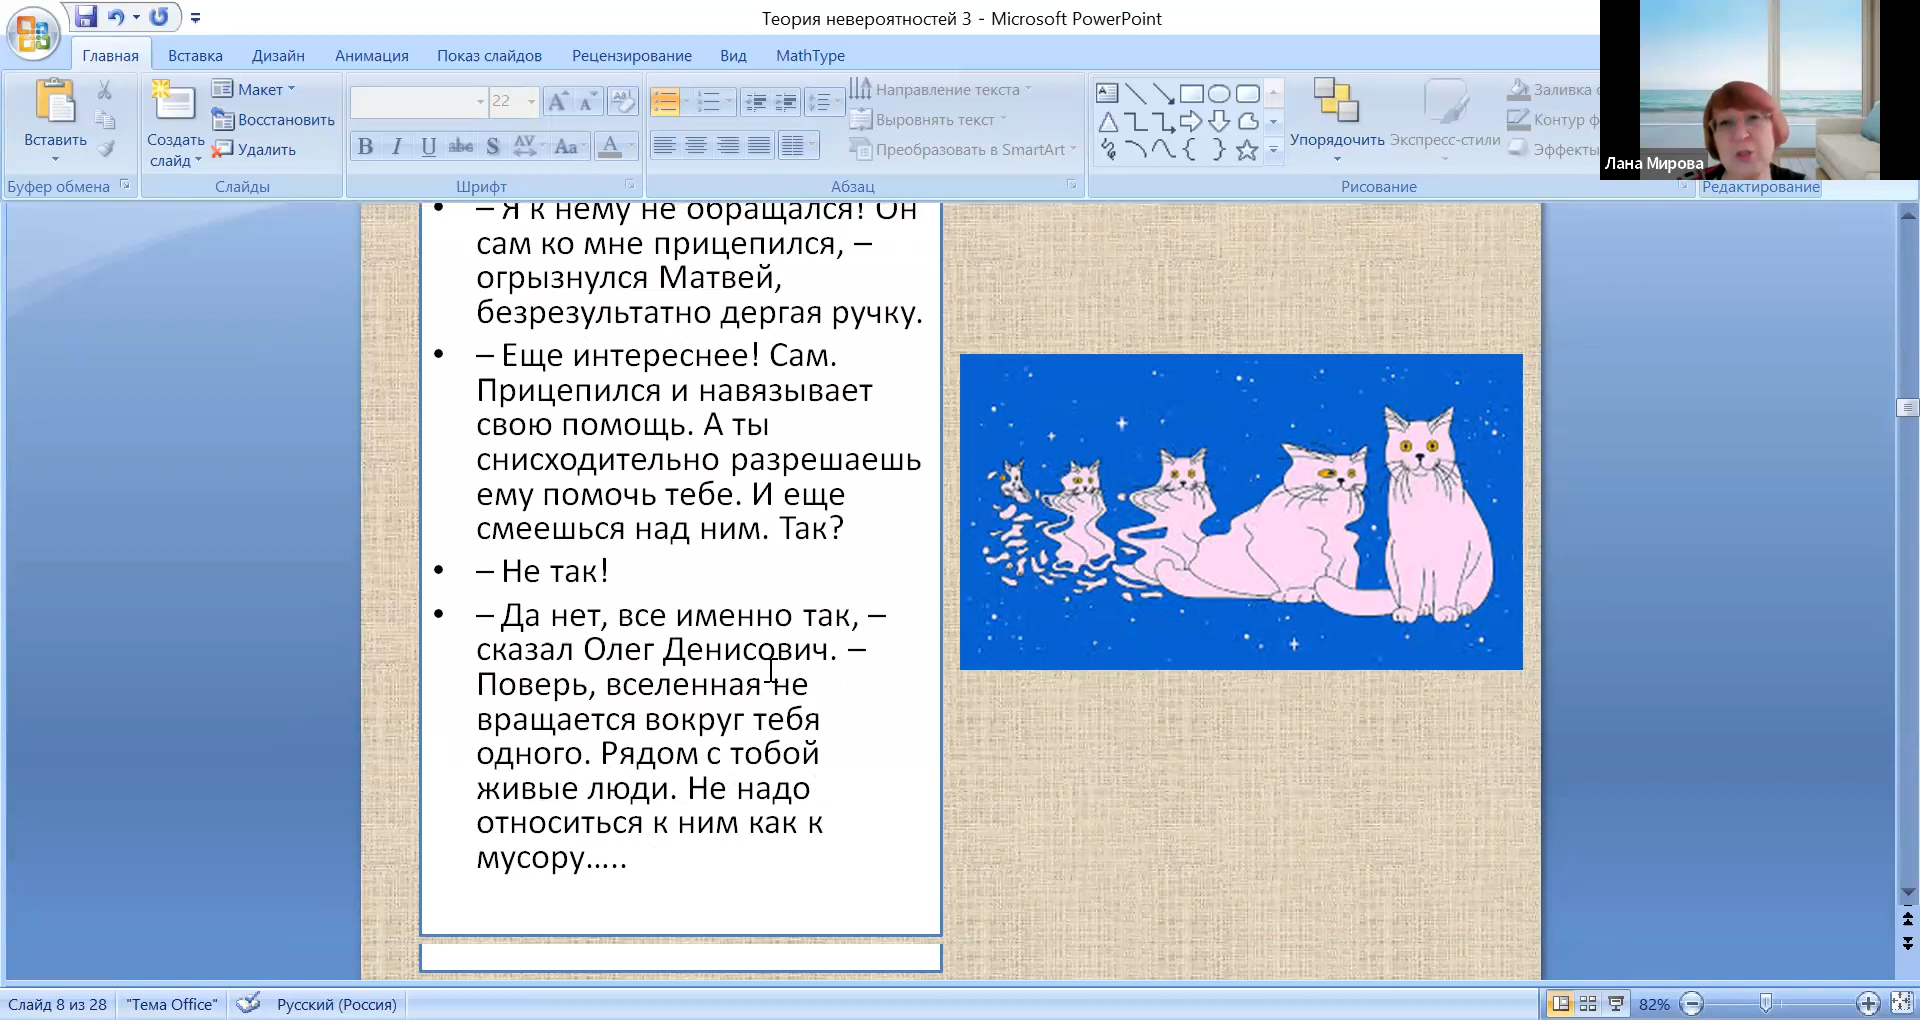 Теория невероятностей 3 - Microsoft PowerPoint
Главная Вставка Дизайн Анимация Показ слайдов Рецензирование Вид MathType
Вставить
Буфер обмена
Создать слайд
Макет
Восстановить
Удалить
Слайды
22
Шрифт
Направление текста
Выровнять текст
Преобразовать в SmartArt
Абзац
Упорядочить
Экспресс-стили
Заливка
Контур ф
Эффекты
Рисование
Редактирование
Лана Мирова
– Я к нему не обращался! Он
сам ко мне прицепился, –
огрызнулся Матвей,
безрезультатно дергая ручку.
– Еще интереснее! Сам.
Прицепился и навязывает
свою помощь. А ты
снисходительно разрешаешь
ему помочь тебе. И еще
смеешься над ним. Так?
– Не так!
– Да нет, все именно так, –
сказал Олег Денисович. –
Поверь, вселенная не
вращается вокруг тебя
одного. Рядом с тобой
живые люди. Не надо
относиться к ним как к
мусору.....
Слайд 8 из 28 "Тема Office" Русский (Россия) 82%